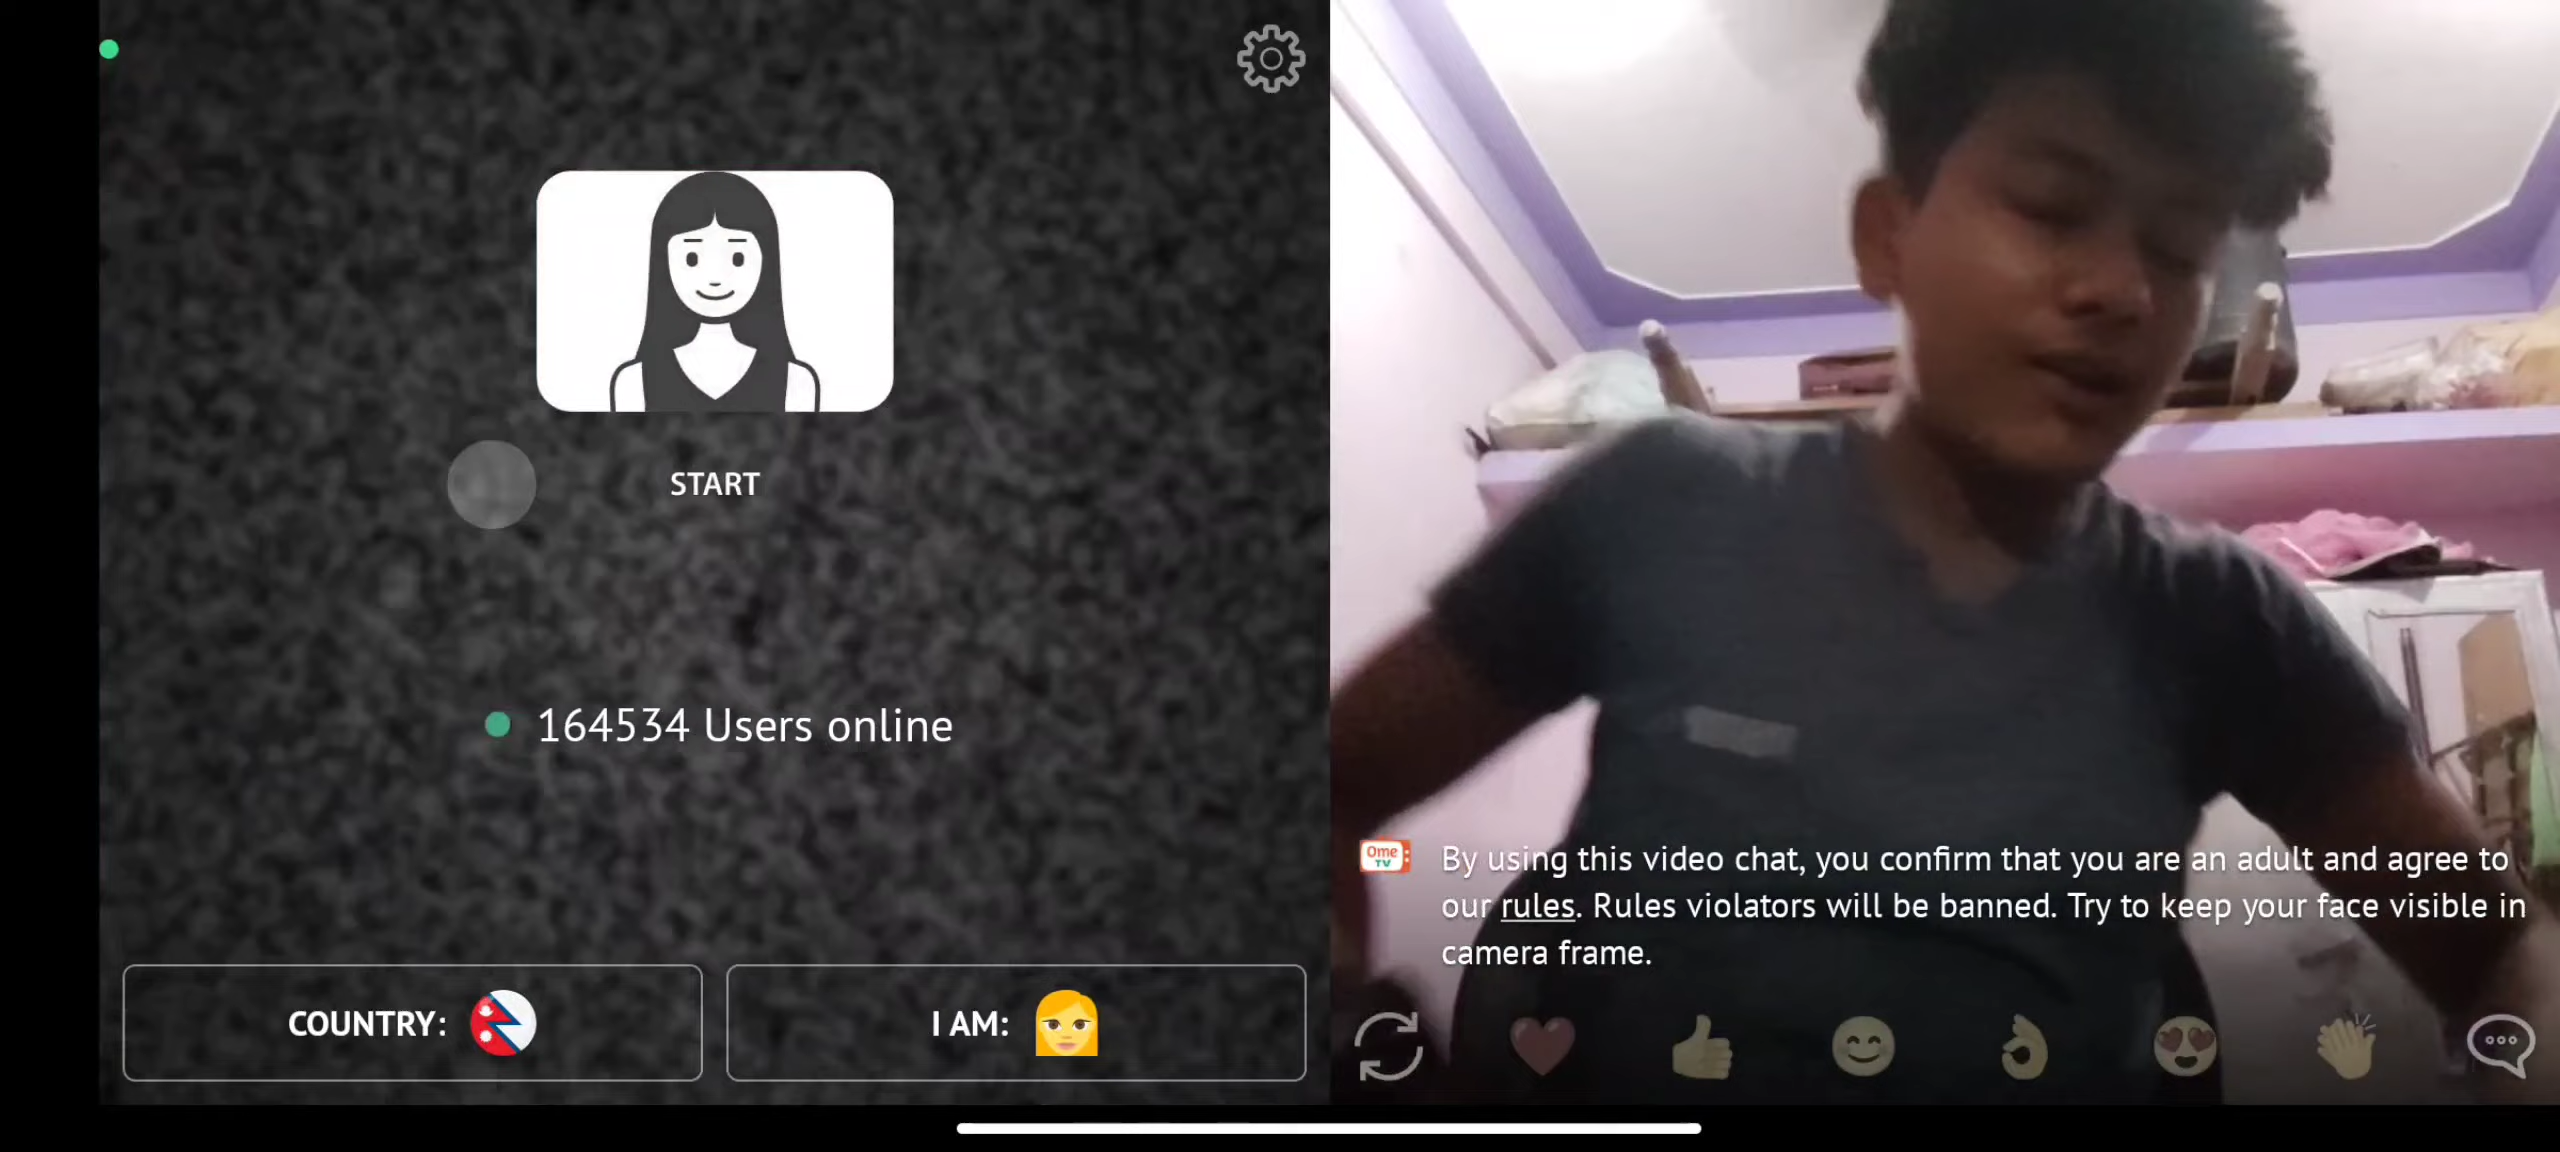 START
164534 Users online
COUNTRY:
I AM:
Ome
TV
By using this video chat, you confirm that you are an adult and agree to
our rules. Rules violators will be banned. Try to keep your face visible in
camera frame.